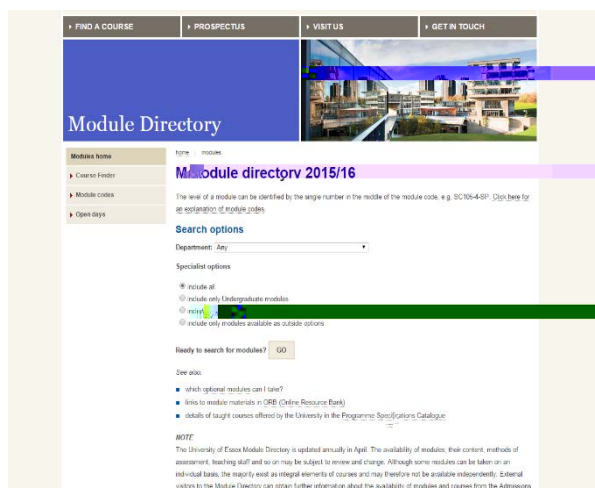 FIND A COURSE
PROSPECTUS
VISIT US
GET IN TOUCH
Module Directory
Modules home
Course Finder
Module codes
Open days
home modules
Module directory 2015/16
The level of a module can be identified by the single number in the middle of the module code, e.g. SC105-4-SP. Click here for
an explanation of module codes.
Search options
Department: Any
Specialist options
include all
include only Undergraduate modules
include only modules available as outside options
Ready to search for modules? GO
See also:
which optional modules can I take?
links to module materials in ORB (Online Resource Bank)
details of taught courses offered by the University in the Programme Specifications Catalogue
NOTE
The University of Essex Module Directory is updated annually in April. The availability of modules, their content, methods of
assessment, teaching staff and so on may be subject to review and change. Although some modules can be taken on an
individual basis, the majority exist as integral elements of courses and may therefore not be available independently. External
visitors to the Module Directory can obtain further information about the availability of modules and courses from the Admissions